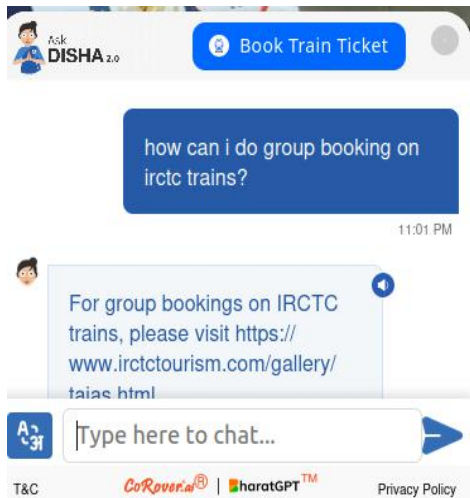 Ask
DISHA 2.0
Book Train Ticket
how can i do group booking on
irctc trains?
11:01 PM
For group bookings on IRCTC
trains, please visit https://
www.irctctourism.com/gallery/
tajas.html
A अ
Type here to chat...
T&C
CoRover.ai® | BharatGPT™
Privacy Policy